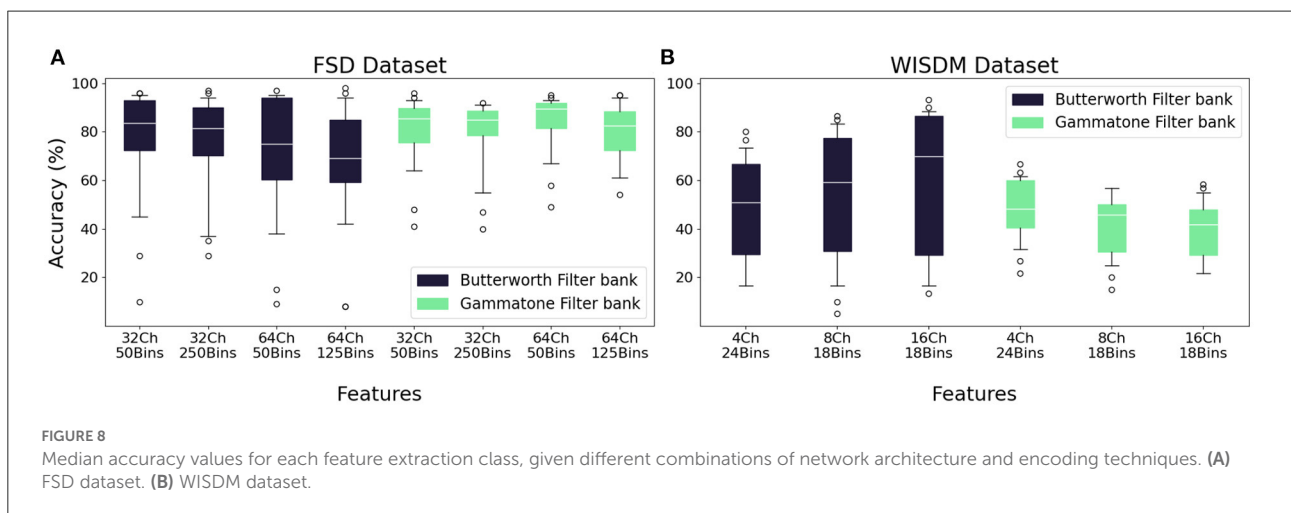 A
FSD Dataset
Accuracy (%)
100
80
60
40
20
Butterworth Filter bank
Gammatone Filter bank
32Ch 32Ch 64Ch 64Ch 32Ch 32Ch 64Ch 64Ch
50Bins 250Bins 50Bins 125Bins 50Bins 250Bins 50Bins 125Bins
Features
B
WISDM Dataset
100
80
60
40
20
Butterworth Filter bank
Gammatone Filter bank
4Ch 8Ch 16Ch 4Ch 8Ch 16Ch
24Bins 18Bins 18Bins 24Bins 18Bins 18Bins
Features
FIGURE 8
Median accuracy values for each feature extraction class, given different combinations of network architecture and encoding techniques. (A)
FSD dataset. (B) WISDM dataset.